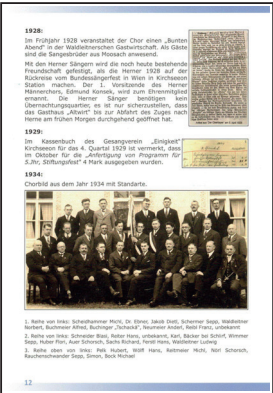 1928:
Im Frühjahr 1928 veranstaltet der Chor einen „Bunten
Abend" in der Waldleitnerschen Gastwirtschaft. Als Gäste
sind die Sangesbrüder aus Moosach anwesend.
Mit den Herner Sängern wird die noch heute bestehende
Freundschaft gefestigt, als die Herner 1928 auf der
Rückreise vom Bundessängerfest in Wien in Kirchseeon
Station machen. Der 1. Vorsitzende des Herner
Männerchors, Edmund Konsek, wird zum Ehrenmitglied
ernannt. Die Herner Sänger benötigen kein
Übernachtungsquartier, es ist nur sicherzustellen, dass
das Gasthaus „Altwirt" bis zur Abfahrt des Zuges nach
Herne am frühen Morgen durchgehend geöffnet hat.
1929:
Im Kassenbuch des Gesangverein „Einigkeit"
Kirchseeon für das 4. Quartal 1929 ist vermerkt, dass
im Oktober für die „Anfertigung von Programm für
5.Jhr, Stiftungsfest" 4 Mark ausgegeben wurden.
1934:
Chorbild aus dem Jahr 1934 mit Standarte.
1. Reihe von links: Scheidhammer Michl, Dr. Ebner, Jakob Dietl, Schermer Sepp, Waldleitner
Norbert, Buchmeier Alfred, Buchinger „Tschackä", Neumeier Anderl, Reibl Franz, unbekannt
2. Reihe von links: Schneider Blasi, Reiter Hans, unbekannt, Karl, Bäcker bei Schlirf, Wimmer
Sepp, Huber Flori, Auer Schorsch, Sachs Richard, Ferstl Hans, Waldleitner Ludwig
3. Reihe oben von links: Pelk Hubert, Wölfl Hans, Reitmeier Michl, Nöri Schorsch,
Rauchenschwander Sepp, Simon, Bock Michael
12